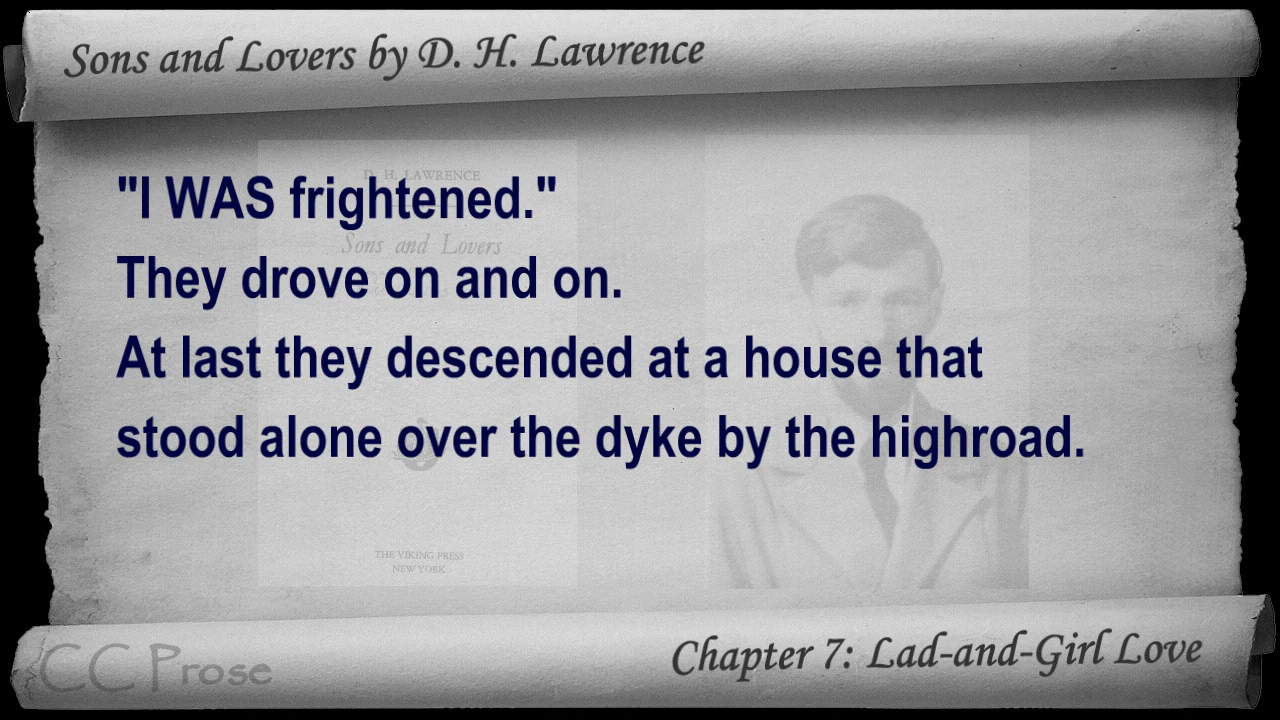 Sons and Lovers by D. H. Lawrence
D. H. LAWRENCE
"I WAS frightened."
Sons and Lovers
They drove on and on.
At last they descended at a house that
stood alone over the dyke by the highroad.
THE VIKING PRESS
NEW YORK
CC Prose
Chapter 7: Lad-and-Girl Love